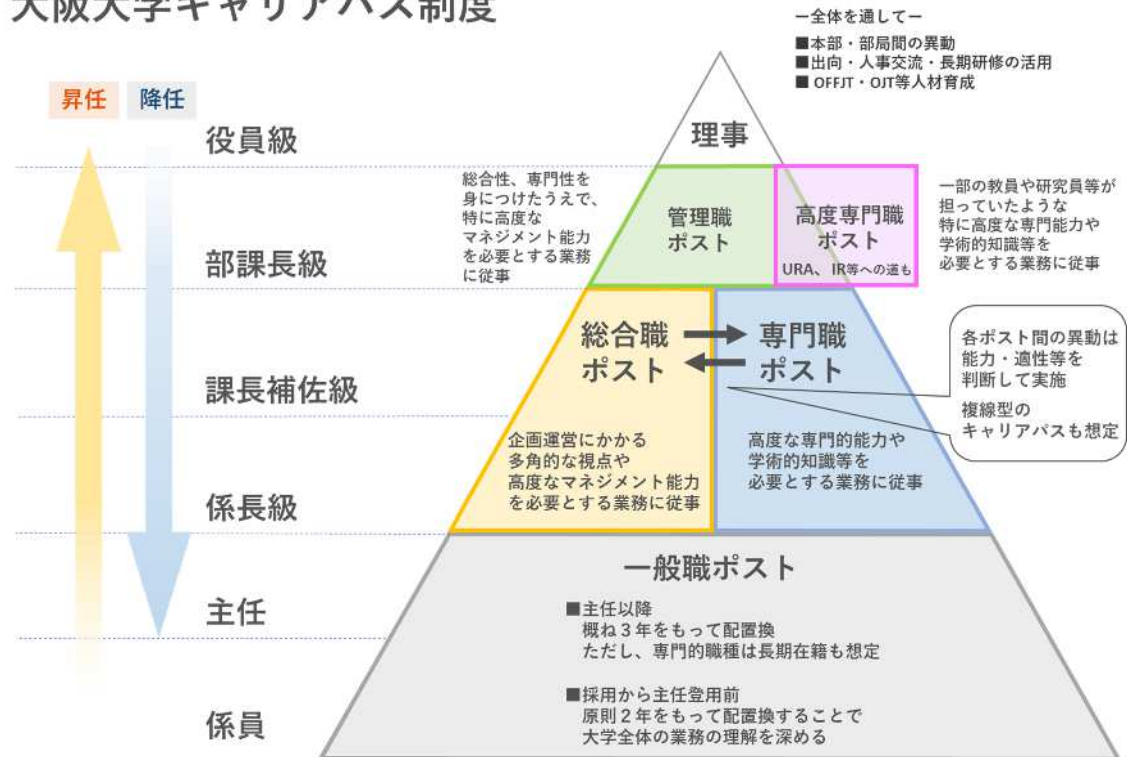 大阪大学キャリアパス制度
ー全体を通してー
■本部・部局間の異動
■出向・人事交流・長期研修の活用
■ OFFJT・OJT等人材育成
昇任
降任
役員級
部課長級
課長補佐級
係長級
主任
係員
理事
総合性、専門性を
身につけたうえで、
特に高度な
マネジメント能力
を必要とする業務
に従事
管理職
ポスト
高度専門職
ポスト
URA、IR等への道も
一部の教員や研究員等が
担っていたような
特に高度な専門能力や
学術的知識等を
必要とする業務に従事
総合職
ポスト
専門職
ポスト
各ポスト間の異動は
能力・適性等を
判断して実施
複線型の
キャリアパスも想定
企画運営にかかる
多角的な視点や
高度なマネジメント能力
を必要とする業務に従事
高度な専門的能力や
学術的知識等を
必要とする業務に従事
一般職ポスト
■主任以降
概ね3年をもって配置換
ただし、専門的職種は長期在籍も想定
■採用から主任登用前
原則2年をもって配置換することで
大学全体の業務の理解を深める